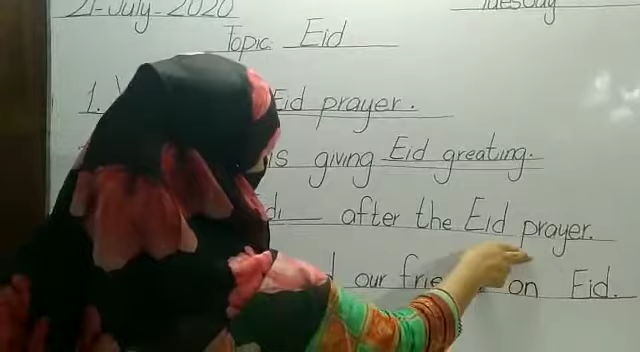 21-July-2020 Tuesday
Topic Eid
1. Eid prayer.
is giving Eid greating.
after the Eid prayer.
our on Eid.